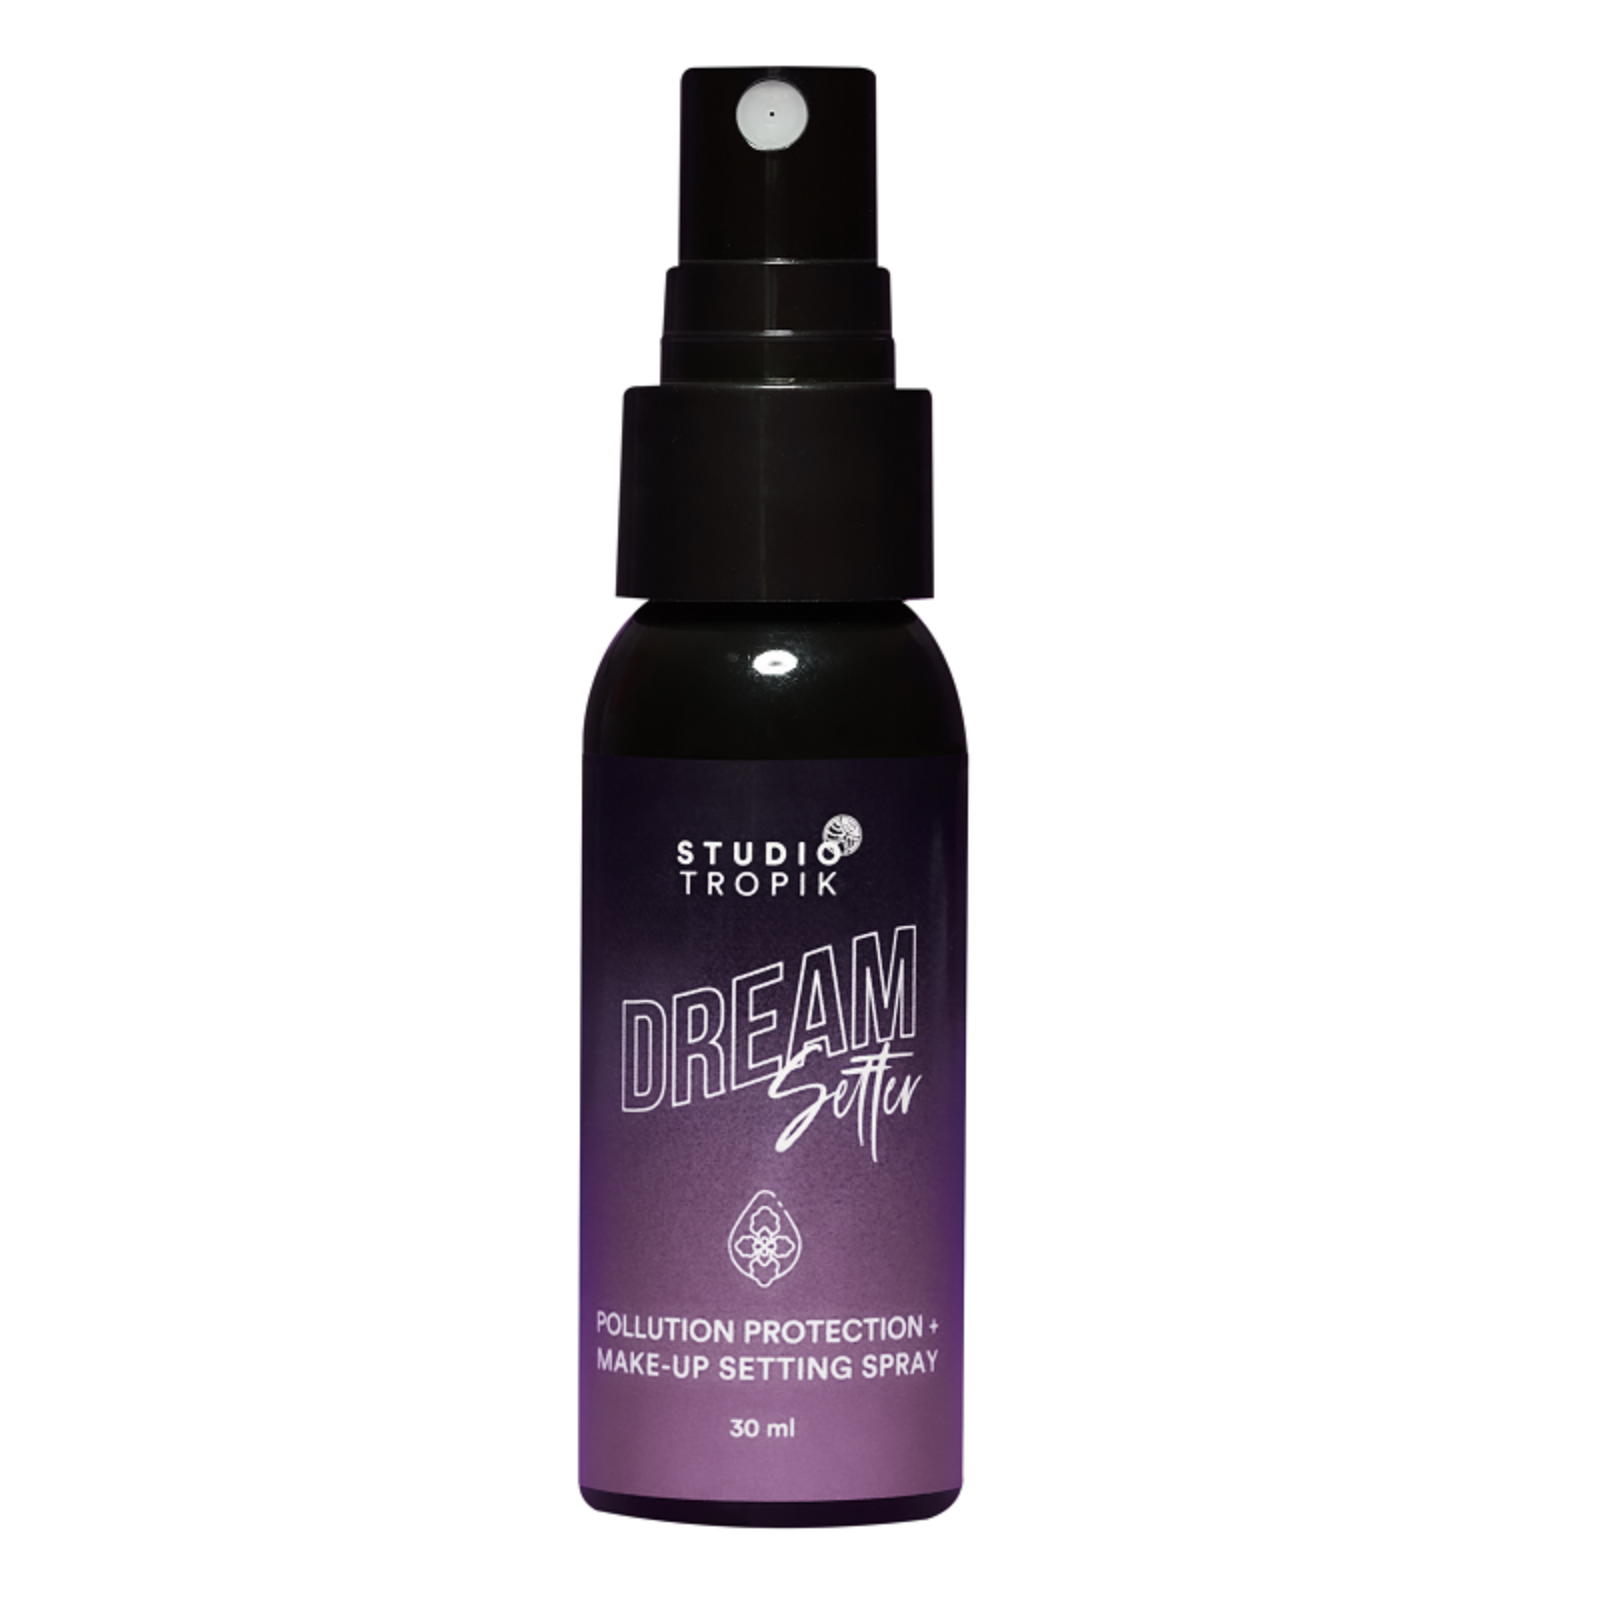 STUDIO
TROPIK
DREAM
Setter
POLLUTION PROTECTION +
MAKE-UP SETTING SPRAY
30 ml